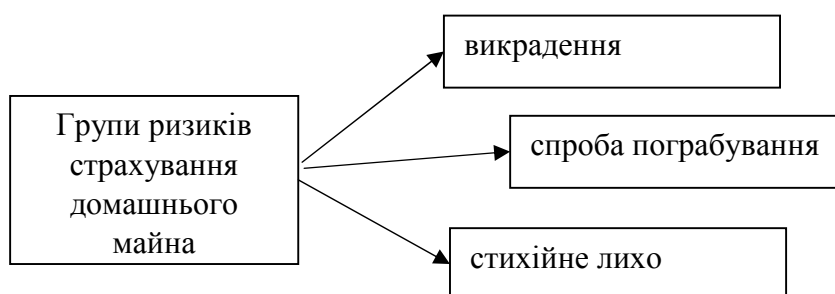 Групи ризиків
страхування
домашнього
майна
викрадення
спроба пограбування
стихійне лихо